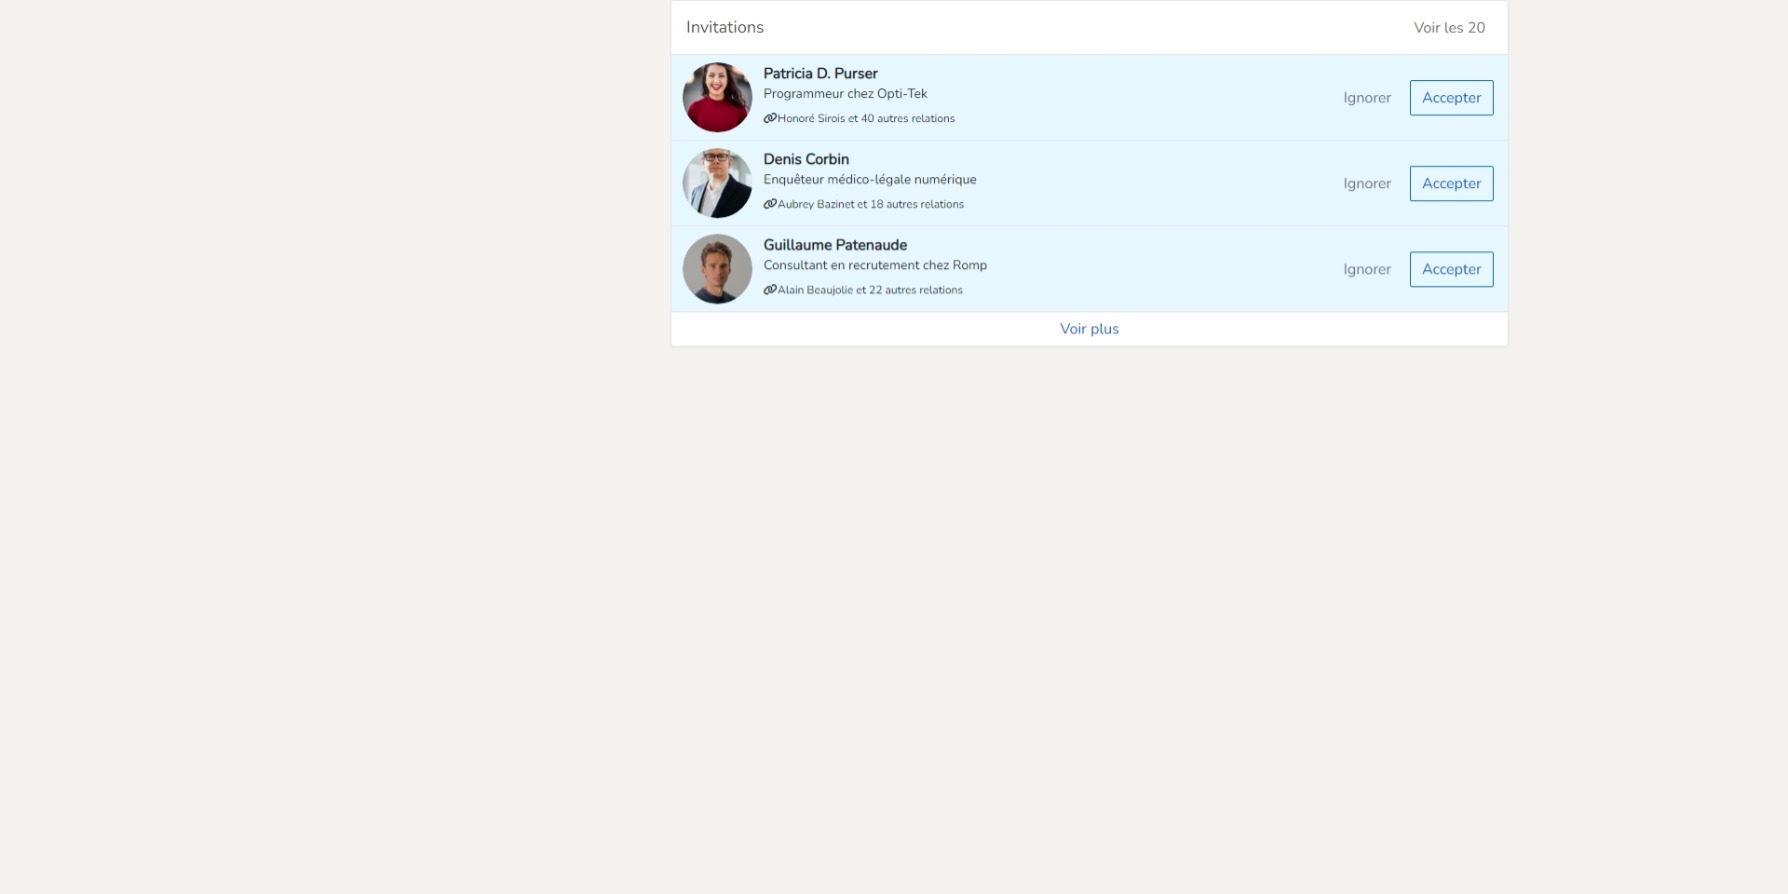 Invitations
Voir les 20
Patricia D. Purser
Programmeur chez Opti-Tek
Honoré Sirois et 40 autres relations
Ignorer
Accepter
Denis Corbin
Enquêteur médico-légale numérique
Aubrey Bazinet et 18 autres relations
Ignorer
Accepter
Guillaume Patenaude
Consultant en recrutement chez Romp
Alain Beaujolie et 22 autres relations
Ignorer
Accepter
Voir plus